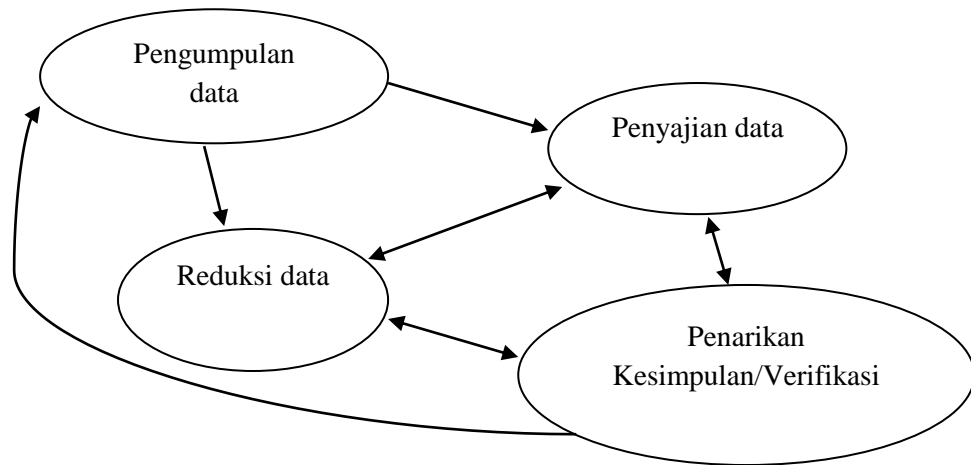 Pengumpulan
data
Penyajian data
Reduksi data
Penarikan
Kesimpulan/Verifikasi